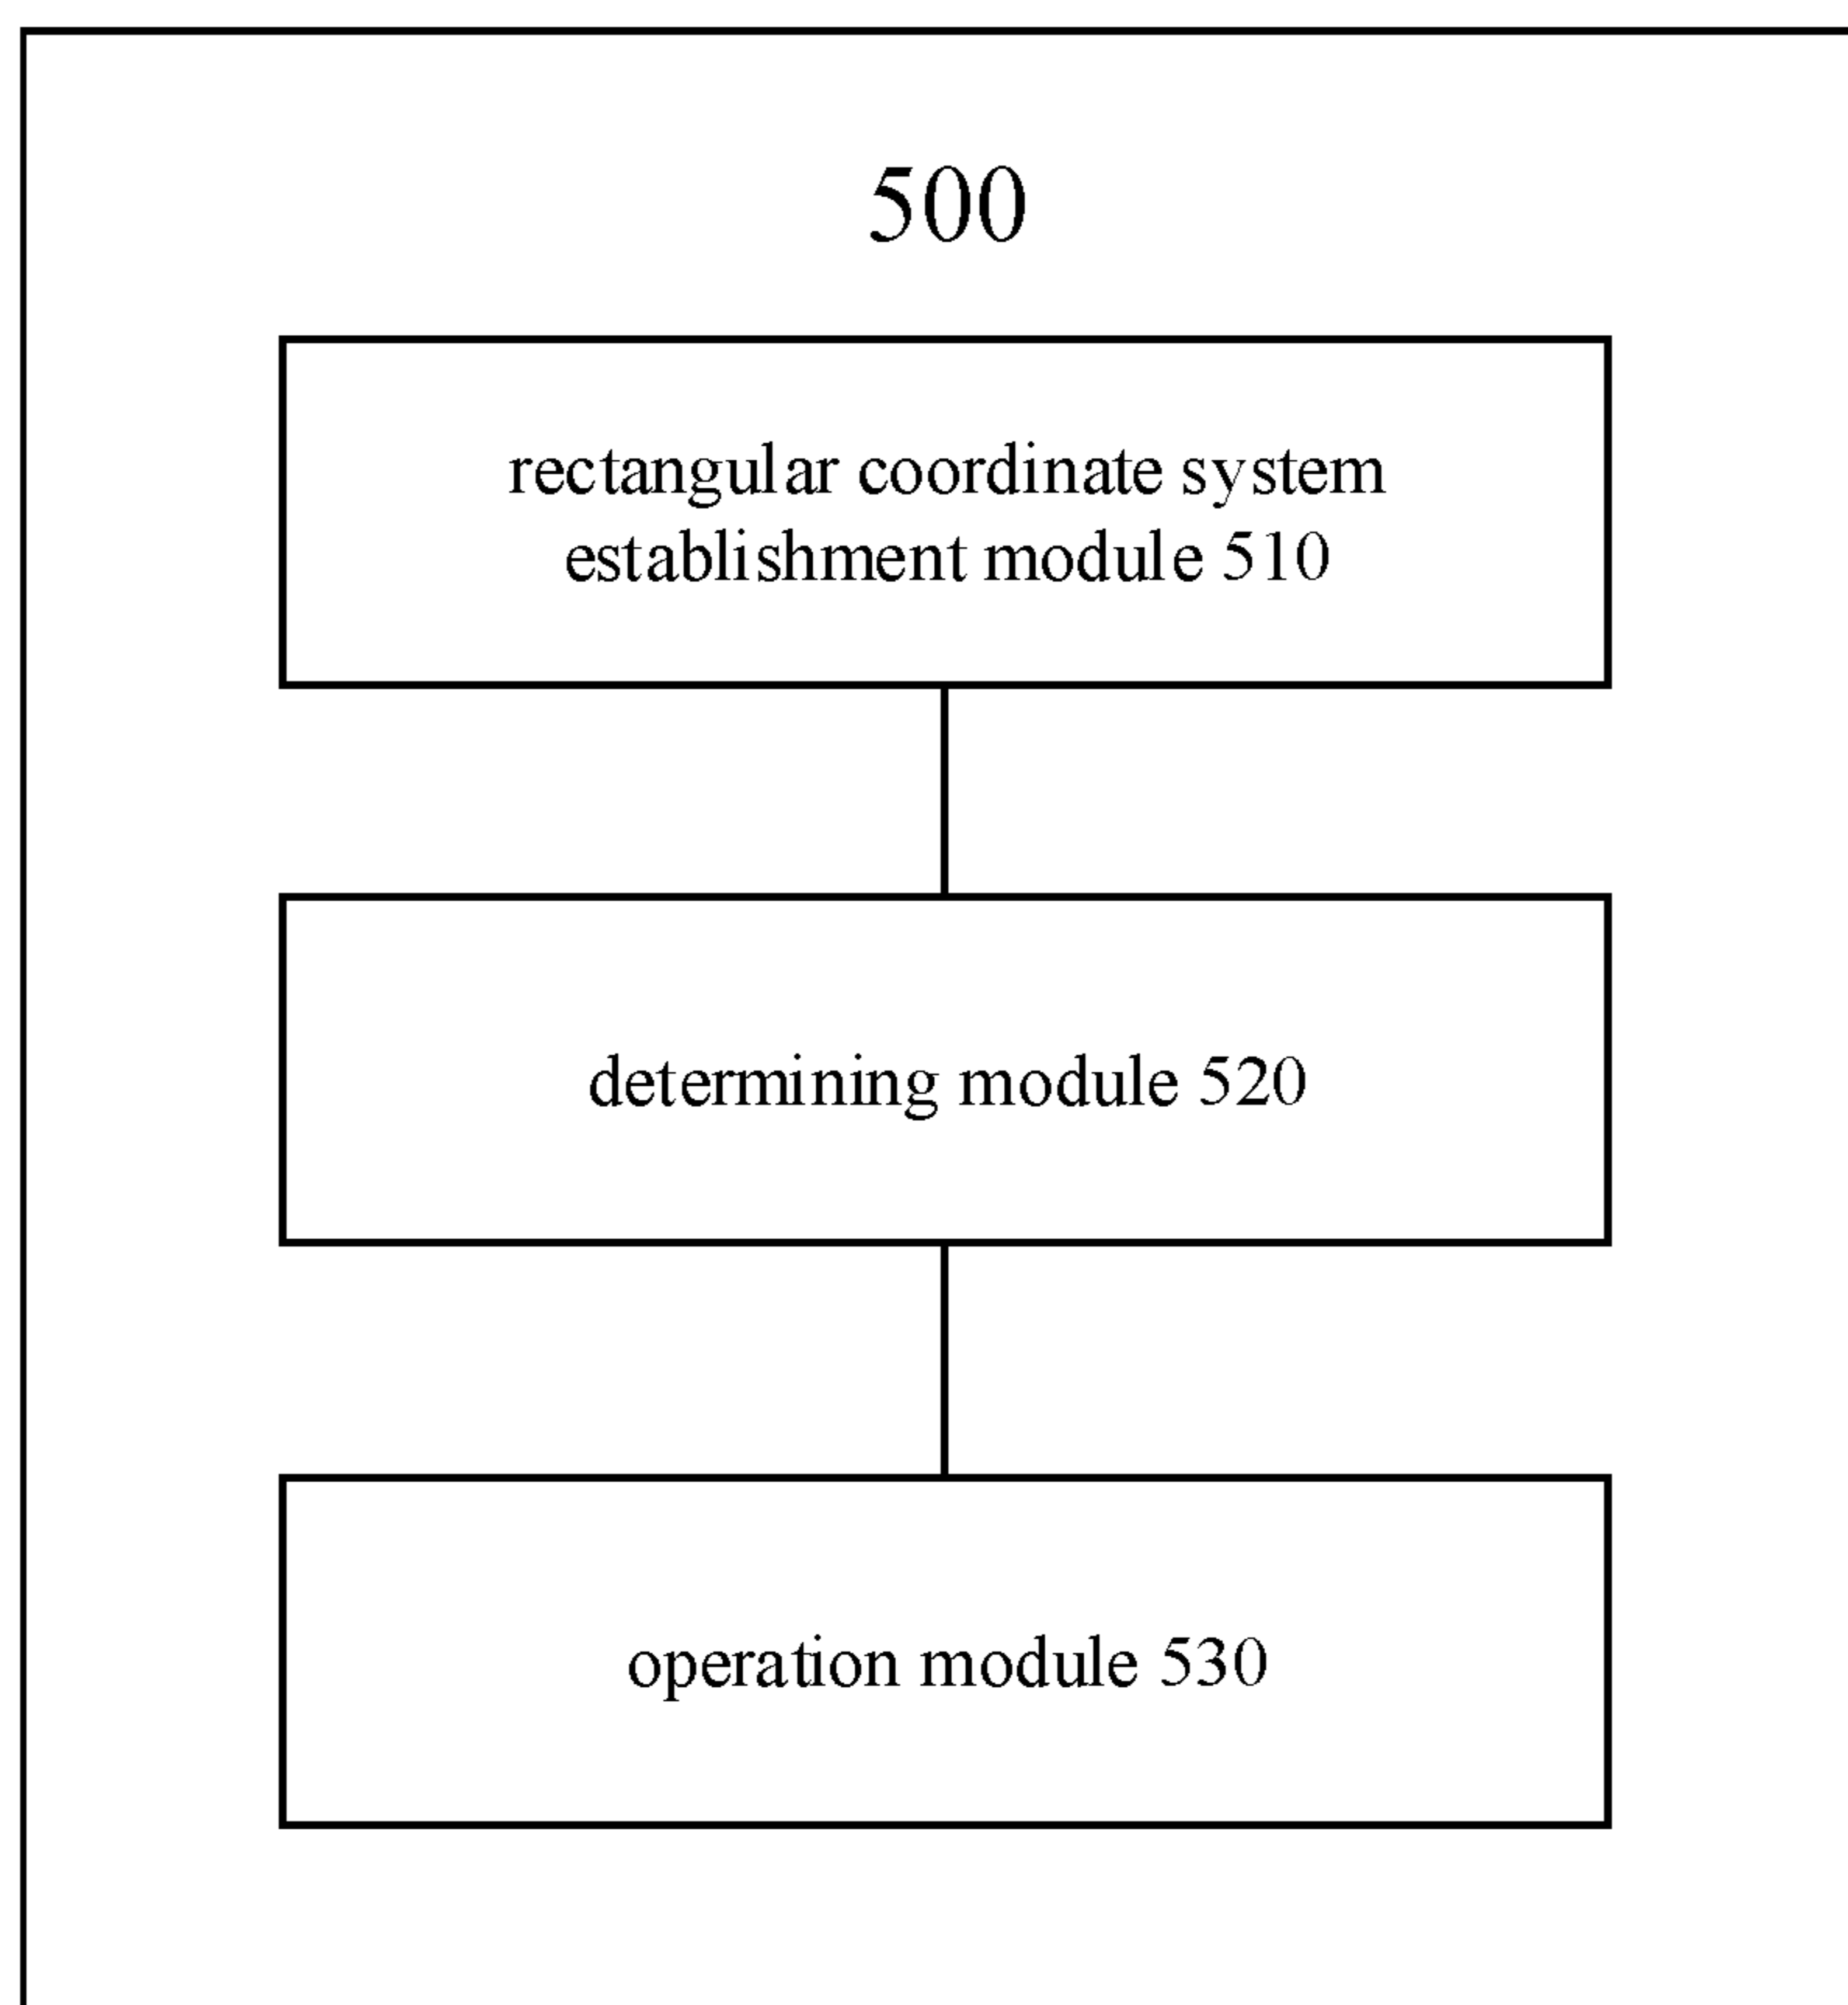 500
rectangular coordinate system
establishment module 510
determining module 520
operation module 530